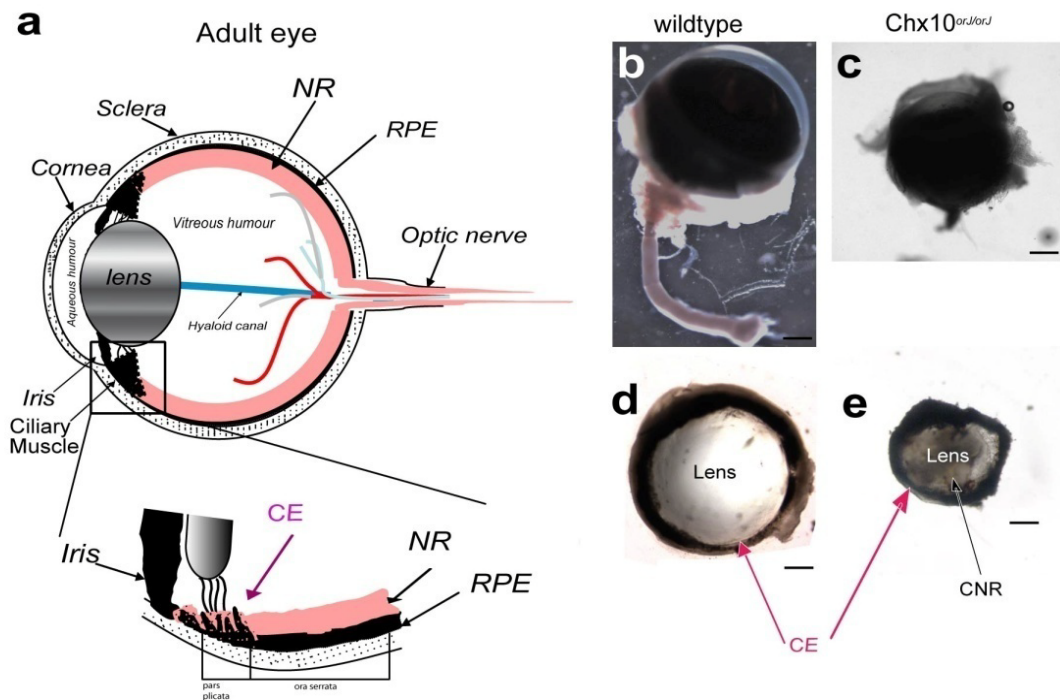 a
Adult eye
NR
Sclera
RPE
Cornea
Vitreous humour
Optic nerve
Aqueous humour
lens
Hyaloid canal
Iris
Ciliary
Muscle
CE
Iris
NR
RPE
pars
plicata
ora serrata
wildtype
Chx10orJ/orJ
b
c
d
Lens
e
Lens
CNR
CE